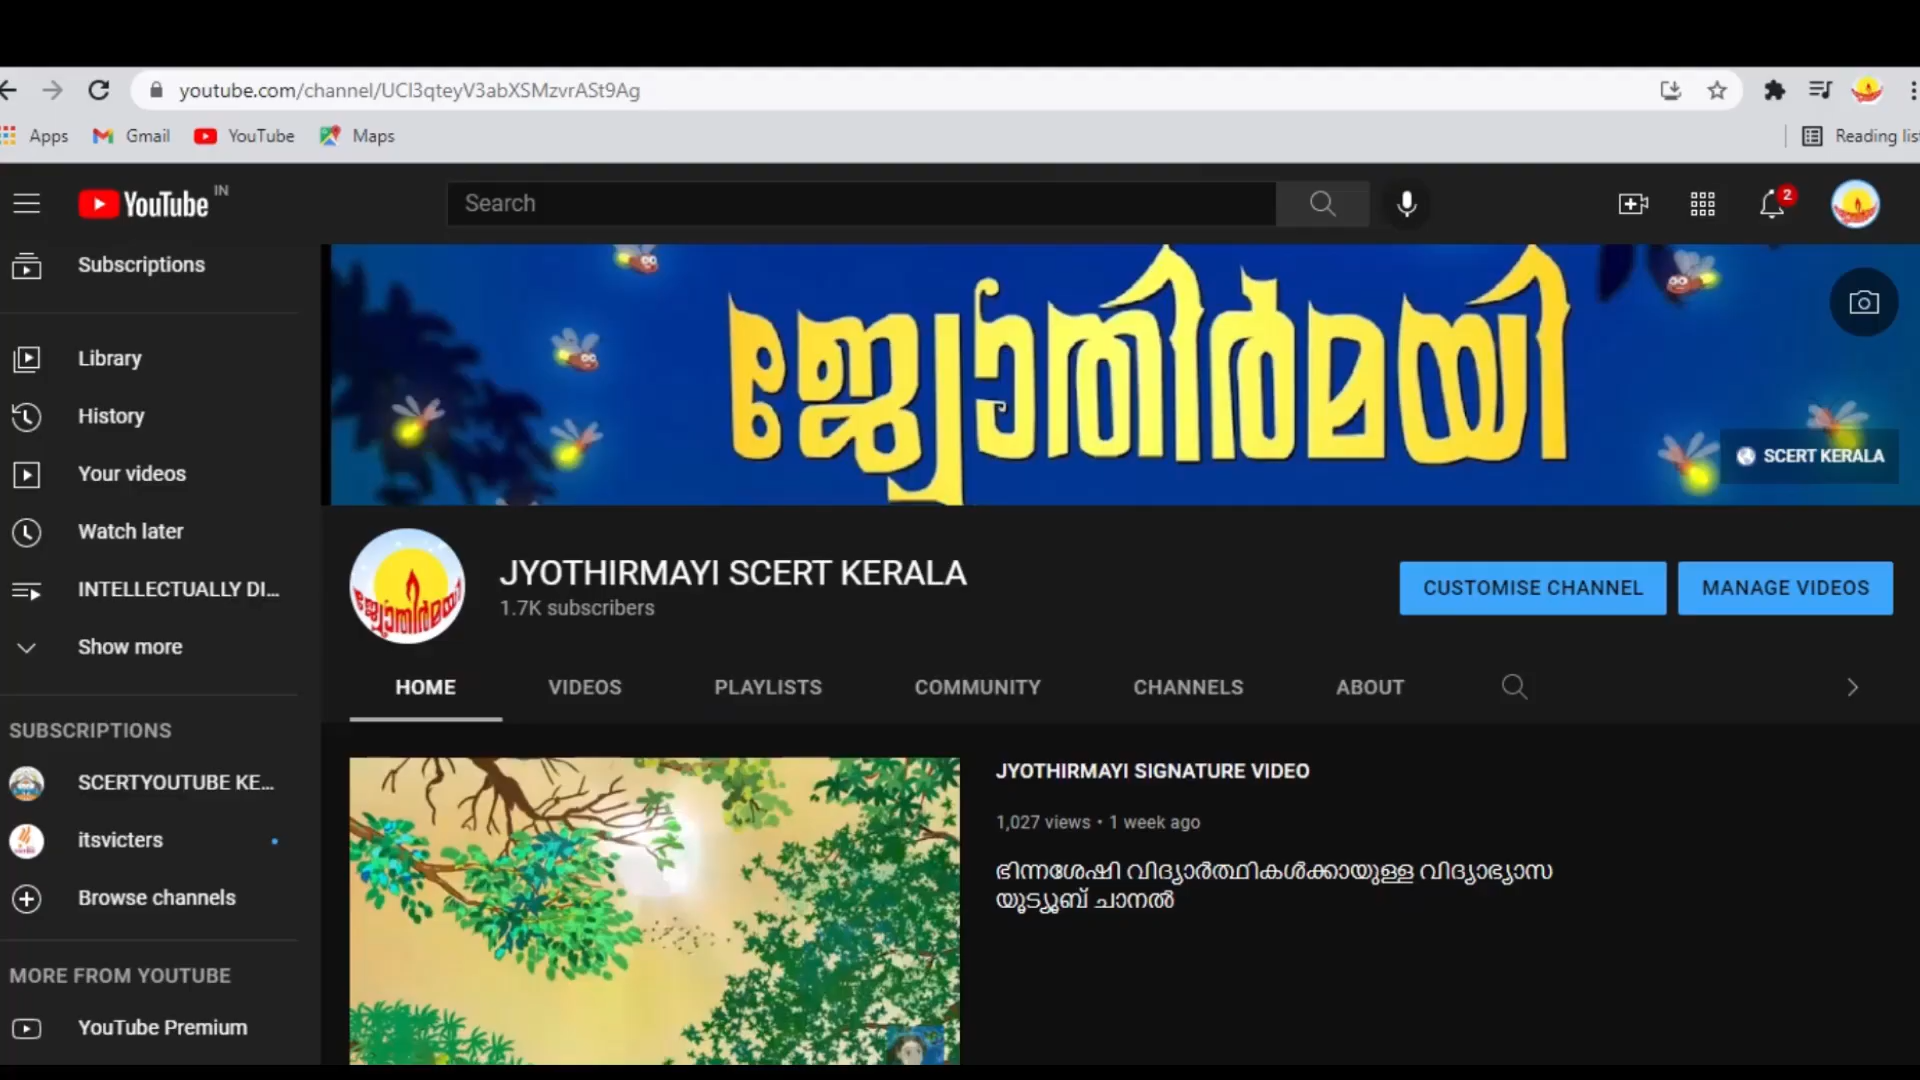 youtube.com/channel/UCl3qteyV3abXSMzvrASt9Ag
Apps
Gmail
YouTube
Maps
Reading lis
YouTube IN
Search
2
Subscriptions
Library
History
Your videos
Watch later
INTELLECTUALLY DI...
Show more
SUBSCRIPTIONS
SCERTYOUTUBE KE...
itsvicters
Browse channels
MORE FROM YOUTUBE
YouTube Premium
ജ്യോതിർമയി
SCERT KERALA
ജ്യോതിർമയി
JYOTHIRMAYI SCERT KERALA
1.7K subscribers
CUSTOMISE CHANNEL
MANAGE VIDEOS
HOME
VIDEOS
PLAYLISTS
COMMUNITY
CHANNELS
ABOUT
JYOTHIRMAYI SIGNATURE VIDEO
1,027 views • 1 week ago
ഭിന്നശേഷി വിദ്യാർത്ഥികൾക്കായുള്ള വിദ്യാഭ്യാസ
യൂട്യൂബ് ചാനൽ